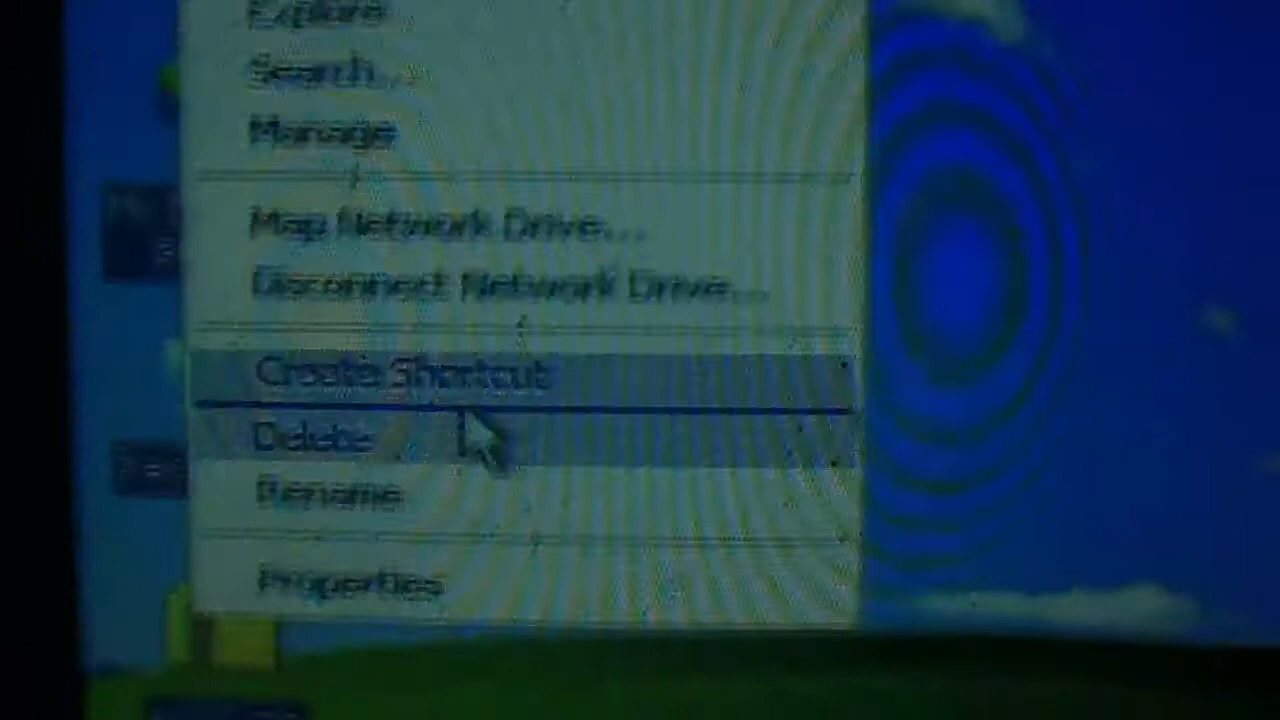 Explore
Search...
Manage
Map Network Drive...
Disconnect Network Drive...
Create Shortcut
Delete
Rename
Properties